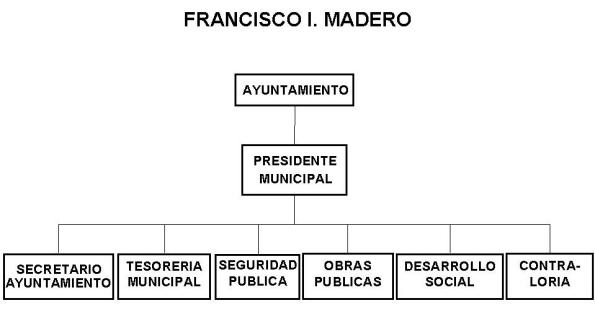 FRANCISCO I. MADERO
AYUNTAMIENTO
PRESIDENTE
MUNICIPAL
SECRETARIO
AYUNTAMIENTO
TESORERIA
MUNICIPAL
SEGURIDAD
PUBLICA
OBRAS
PUBLICAS
DESARROLLO
SOCIAL
CONTRA-
LORIA